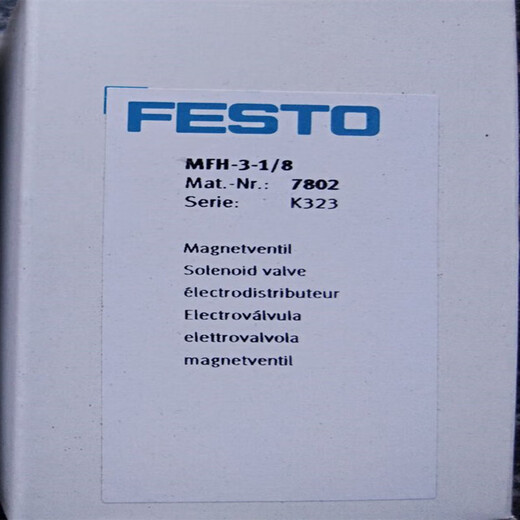 FESTO
MFH-3-1/8
Mat.-Nr.: 7802
Serie: K323
Magnetventil
Solenoid valve
électrodistributeur
Electroválvula
elettrovalvola
magnetventil